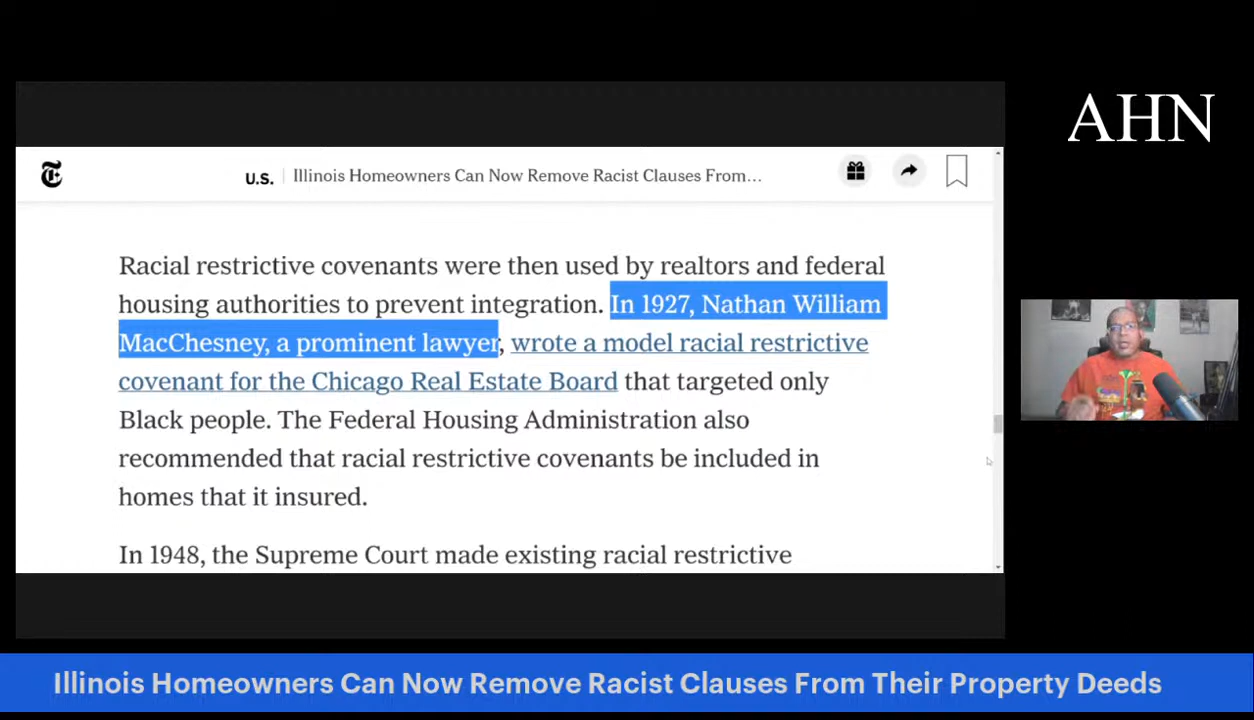 AHN
U.S. Illinois Homeowners Can Now Remove Racist Clauses From...
Racial restrictive covenants were then used by realtors and federal
housing authorities to prevent integration. In 1927, Nathan William
MacChesney, a prominent lawyer, wrote a model racial restrictive
covenant for the Chicago Real Estate Board that targeted only
Black people. The Federal Housing Administration also
recommended that racial restrictive covenants be included in
homes that it insured.
In 1948, the Supreme Court made existing racial restrictive
Illinois Homeowners Can Now Remove Racist Clauses From Their Property Deeds